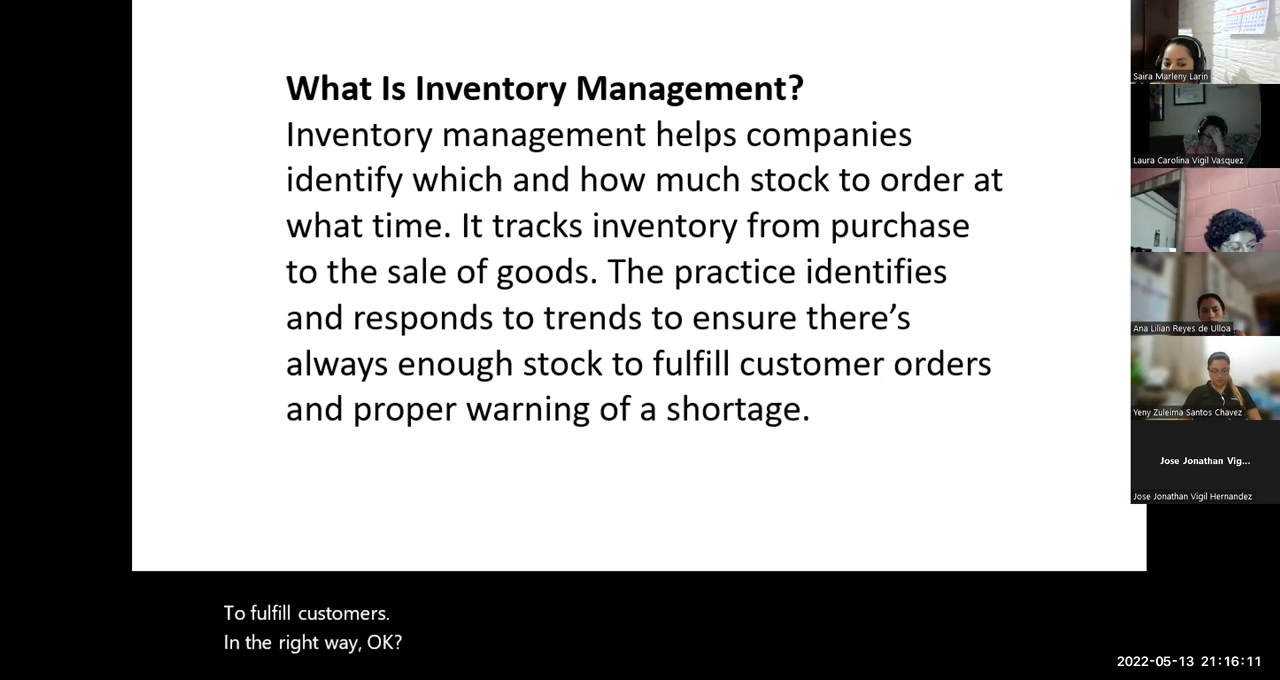 What Is Inventory Management?
Inventory management helps companies
identify which and how much stock to order at
what time. It tracks inventory from purchase
to the sale of goods. The practice identifies
and responds to trends to ensure there’s
always enough stock to fulfill customer orders
and proper warning of a shortage.
Saira Marleny Larin
Laura Carolina Vigil Vasquez
Ana Lilian Reyes de Ulloa
Yeny Zuleima Santos Chavez
Jose Jonathan Vig...
Jose Jonathan Vigil Hernandez
To fulfill customers.
In the right way, OK?
2022-05-13 21:16:11